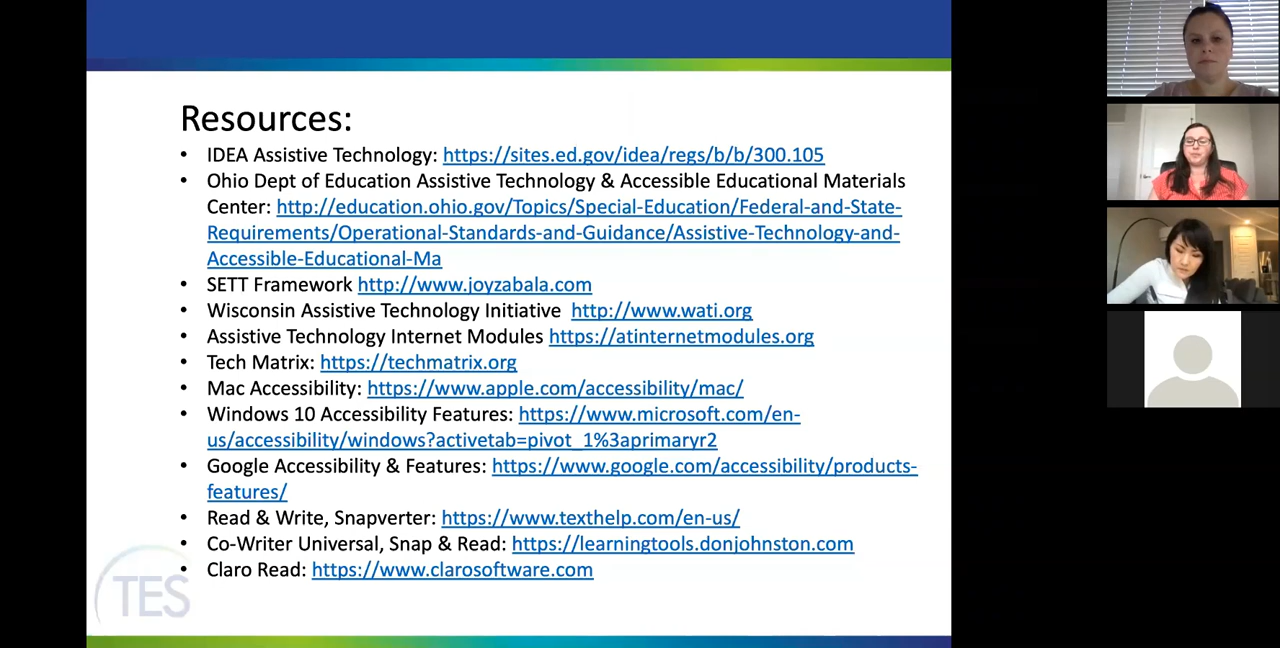 Resources:
• IDEA Assistive Technology: https://sites.ed.gov/idea/regs/b/b/300.105
• Ohio Dept of Education Assistive Technology & Accessible Educational Materials
Center: http://education.ohio.gov/Topics/Special-Education/Federal-and-State-
Requirements/Operational-Standards-and-Guidance/Assistive-Technology-and-
Accessible-Educational-Ma
• SETT Framework http://www.joyzabala.com
• Wisconsin Assistive Technology Initiative http://www.wati.org
• Assistive Technology Internet Modules https://atinternetmodules.org
• Tech Matrix: https://techmatrix.org
• Mac Accessibility: https://www.apple.com/accessibility/mac/
• Windows 10 Accessibility Features: https://www.microsoft.com/en-
us/accessibility/windows?activetab=pivot_1%3aprimaryr2
• Google Accessibility & Features: https://www.google.com/accessibility/products-
features/
• Read & Write, Snapverter: https://www.texthelp.com/en-us/
• Co-Writer Universal, Snap & Read: https://learningtools.donjohnston.com
• Claro Read: https://www.clarosoftware.com
TES